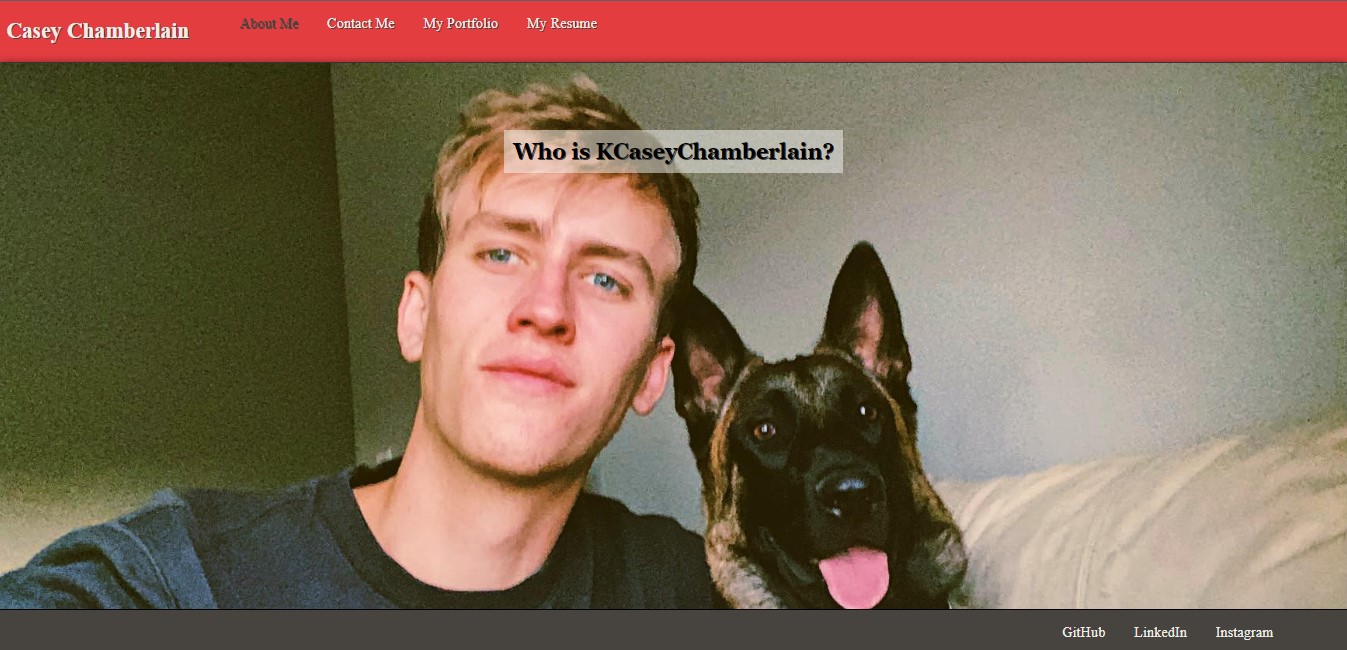 Casey Chamberlain
About Me
Contact Me
My Portfolio
My Resume
Who is KCaseyChamberlain?
GitHub
LinkedIn
Instagram